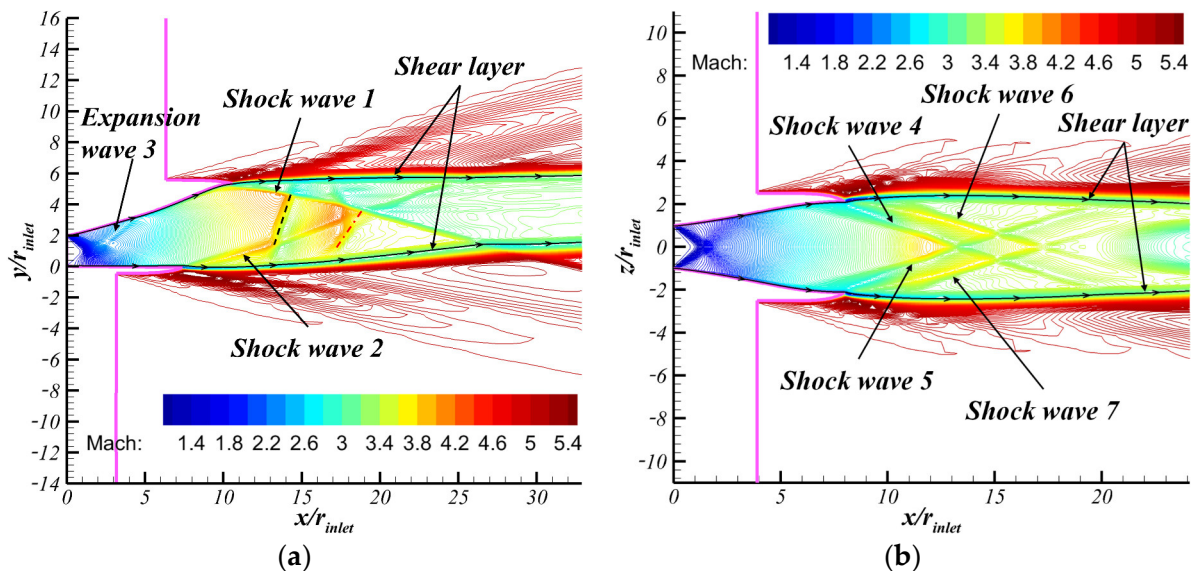 16
14
12
10
8
6
4
2
0
-2
-4
-6
-8
-10
-12
-14
y/r_inlet
0 5 10 15 20 25 30
x/r_inlet
Shear layer
Shock wave 1
Expansion
wave 3
Shock wave 2
Mach: 1.4 1.8 2.2 2.6 3 3.4 3.8 4.2 4.6 5 5.4
(a)
10
8
6
4
2
0
-2
-4
-6
-8
-10
z/r_inlet
0 5 10 15 20
x/r_inlet
Mach: 1.4 1.8 2.2 2.6 3 3.4 3.8 4.2 4.6 5 5.4
Shock wave 6
Shock wave 4
Shear layer
Shock wave 5
Shock wave 7
(b)